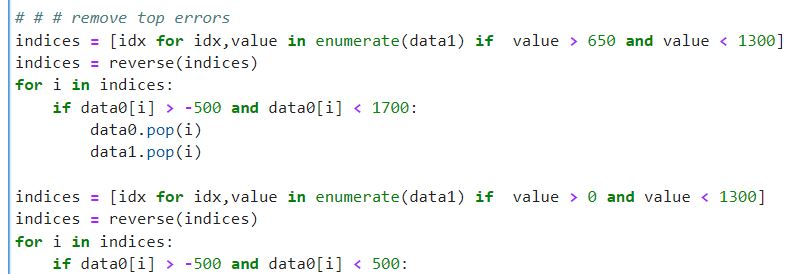 # # # remove top errors
indices = [idx for idx,value in enumerate(data1) if  value > 650 and value < 1300]
indices = reverse(indices)
for i in indices:
    if data0[i] > -500 and data0[i] < 1700:
        data0.pop(i)
        data1.pop(i)

indices = [idx for idx,value in enumerate(data1) if  value > 0 and value < 1300]
indices = reverse(indices)
for i in indices:
    if data0[i] > -500 and data0[i] < 500: